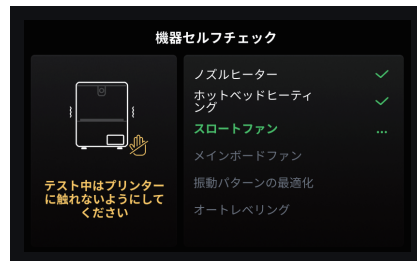 機器セルフチェック
ノズルヒーター
ホットベッドヒーティ
ング
スロートファン
...
メインボードファン
振動パターンの最適化
オートレベリング
テスト中はプリンター
に触れないようにして
ください